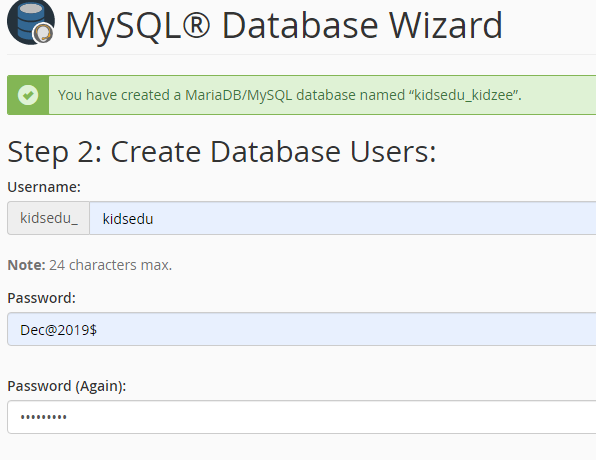 MySQL® Database Wizard
You have created a MariaDB/MySQL database named “kidsedu_kidzee”.
Step 2: Create Database Users:
Username:
kidsedu_ kidsedu
Note: 24 characters max.
Password:
Dec@2019$
Password (Again):
•••••••••